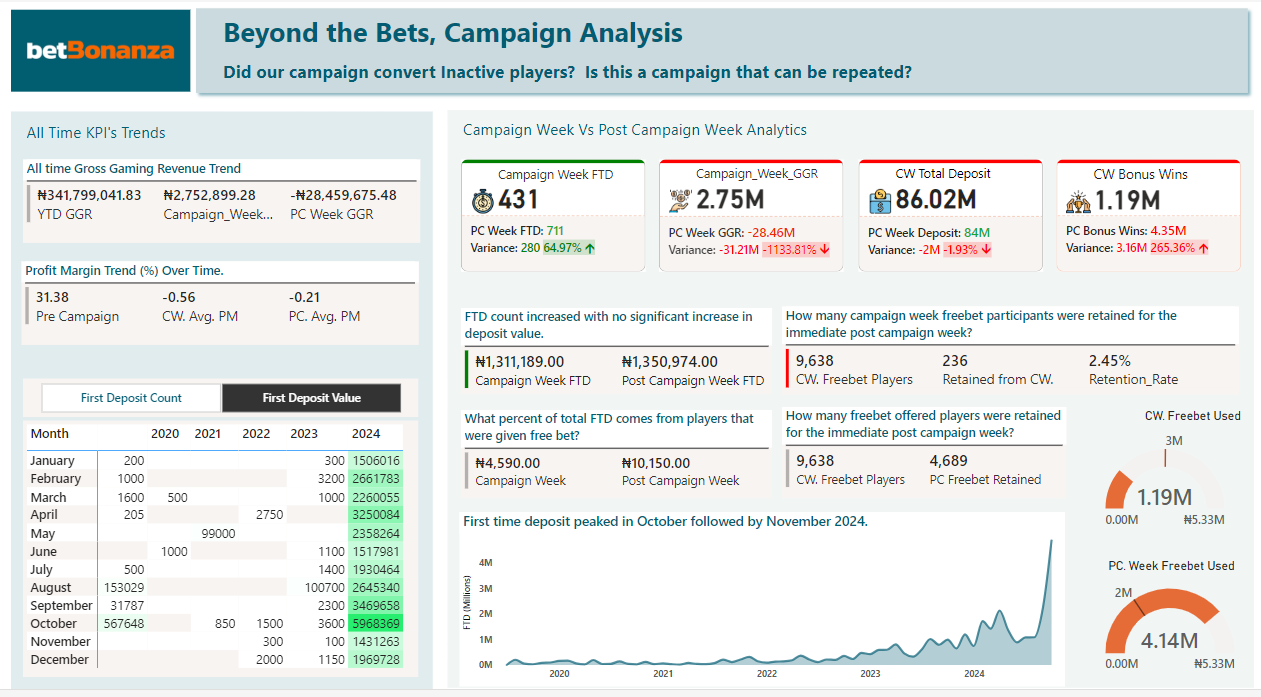 betBonanza
Beyond the Bets, Campaign Analysis
Did our campaign convert Inactive players? Is this a campaign that can be repeated?
All Time KPI's Trends
All time Gross Gaming Revenue Trend
₦341,799,041.83 ₦2,752,899.28 -₦28,459,675.48
YTD GGR Campaign_Week... PC Week GGR
Profit Margin Trend (%) Over Time.
31.38 -0.56 -0.21
Pre Campaign CW. Avg. PM PC. Avg. PM
First Deposit Count First Deposit Value
Month 2020 2021 2022 2023 2024
January 200 300 1506016
February 1000 3200 2661783
March 1600 500 1000 2260055
April 205 2750 3250084
May 99000 2358264
June 1000 1100 1517981
July 500 1400 1930464
August 153029 100700 2645340
September 31787 2300 3469658
October 567648 850 1500 3600 5968369
November 300 100 1431263
December 2000 1150 1969728
Campaign Week Vs Post Campaign Week Analytics
Campaign Week FTD
431
PC Week FTD: 711
Variance: 280 64.97% ↑
Campaign_Week_GGR
2.75M
PC Week GGR: -28.46M
Variance: -31.21M -1133.81% ↓
CW Total Deposit
86.02M
PC Week Deposit: 84M
Variance: -2M -1.93% ↓
CW Bonus Wins
1.19M
PC Bonus Wins: 4.35M
Variance: 3.16M 265.36% ↑
FTD count increased with no significant increase in
deposit value.
₦1,311,189.00 ₦1,350,974.00
Campaign Week FTD Post Campaign Week FTD
How many campaign week freebet participants were retained for the
immediate post campaign week?
9,638 236 2.45%
CW. Freebet Players Retained from CW. Retention_Rate
What percent of total FTD comes from players that
were given free bet?
₦4,590.00 ₦10,150.00
Campaign Week Post Campaign Week
How many freebet offered players were retained
for the immediate post campaign week?
9,638 4,689
CW. Freebet Players PC Freebet Retained
CW. Freebet Used
3M
1.19M
0.00M ₦5.33M
First time deposit peaked in October followed by November 2024.
FTD (Millions)
4M
3M
2M
1M
0M
2020 2021 2022 2023 2024
PC. Week Freebet Used
2M
4.14M
0.00M ₦5.33M